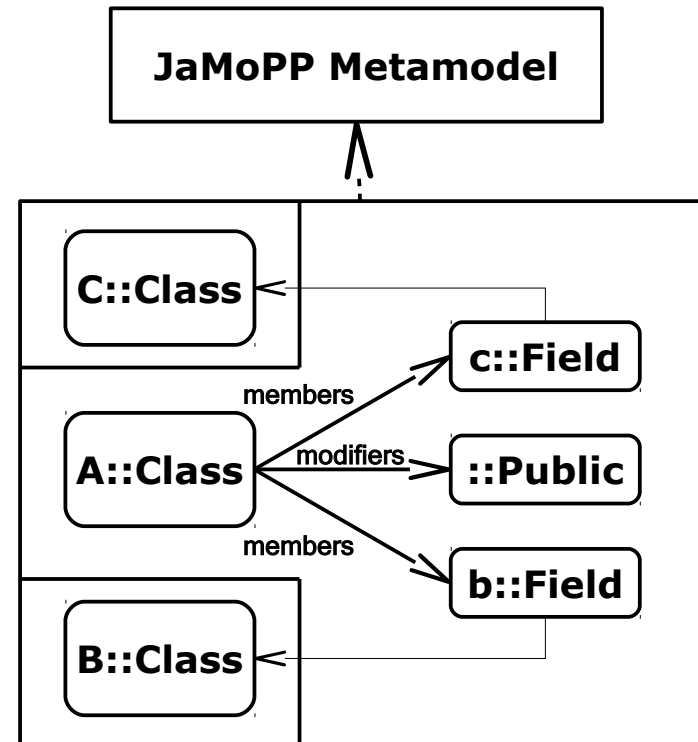 JaMoPP Metamodel
C::Class
c::Field
members
A::Class
modifiers
::Public
members
b::Field
B::Class